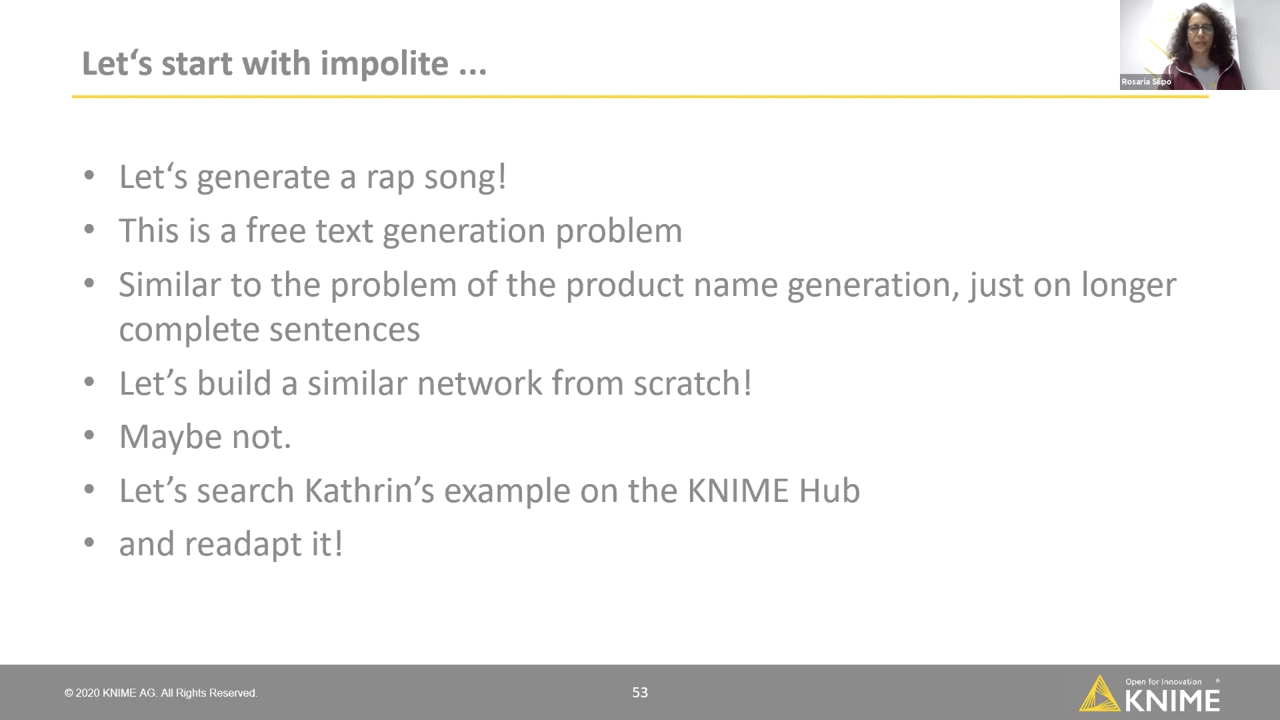 Let‘s start with impolite ...
Rosaria Silipo
• Let‘s generate a rap song!
• This is a free text generation problem
• Similar to the problem of the product name generation, just on longer
complete sentences
• Let’s build a similar network from scratch!
• Maybe not.
• Let’s search Kathrin’s example on the KNIME Hub
• and readapt it!
© 2020 KNIME AG. All Rights Reserved.
53
Open for Innovation ®
KNIME